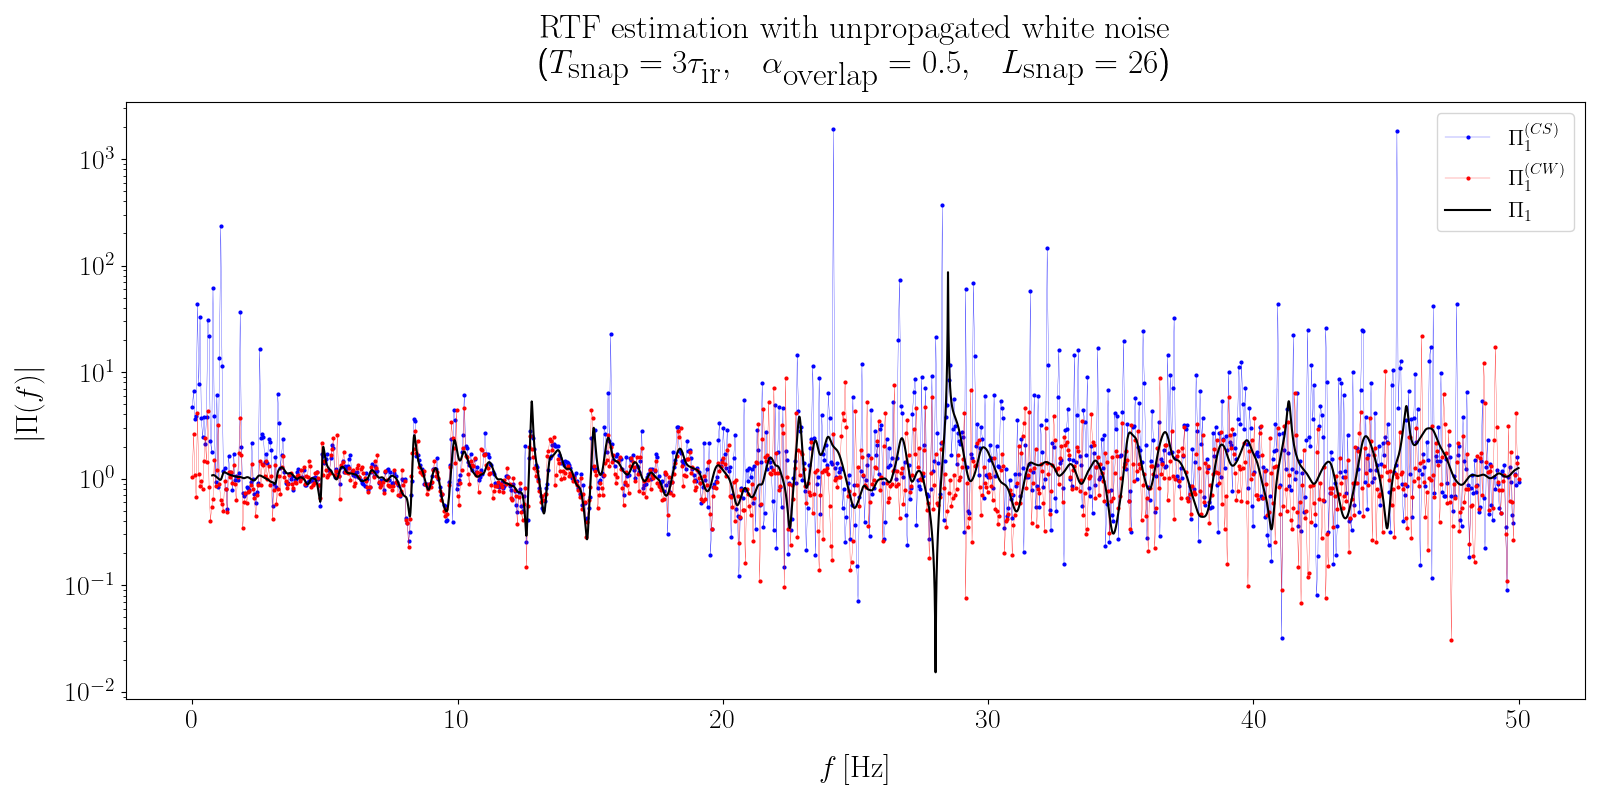 RTF estimation with unpropagated white noise
(T_snap = 3τ_ir, α_overlap = 0.5, L_snap = 26)
Π_1^(CS)
Π_1^(CW)
Π_1
|Π(f)|
10^3
10^2
10^1
10^0
10^−1
10^−2
0 10 20 30 40 50
f [Hz]